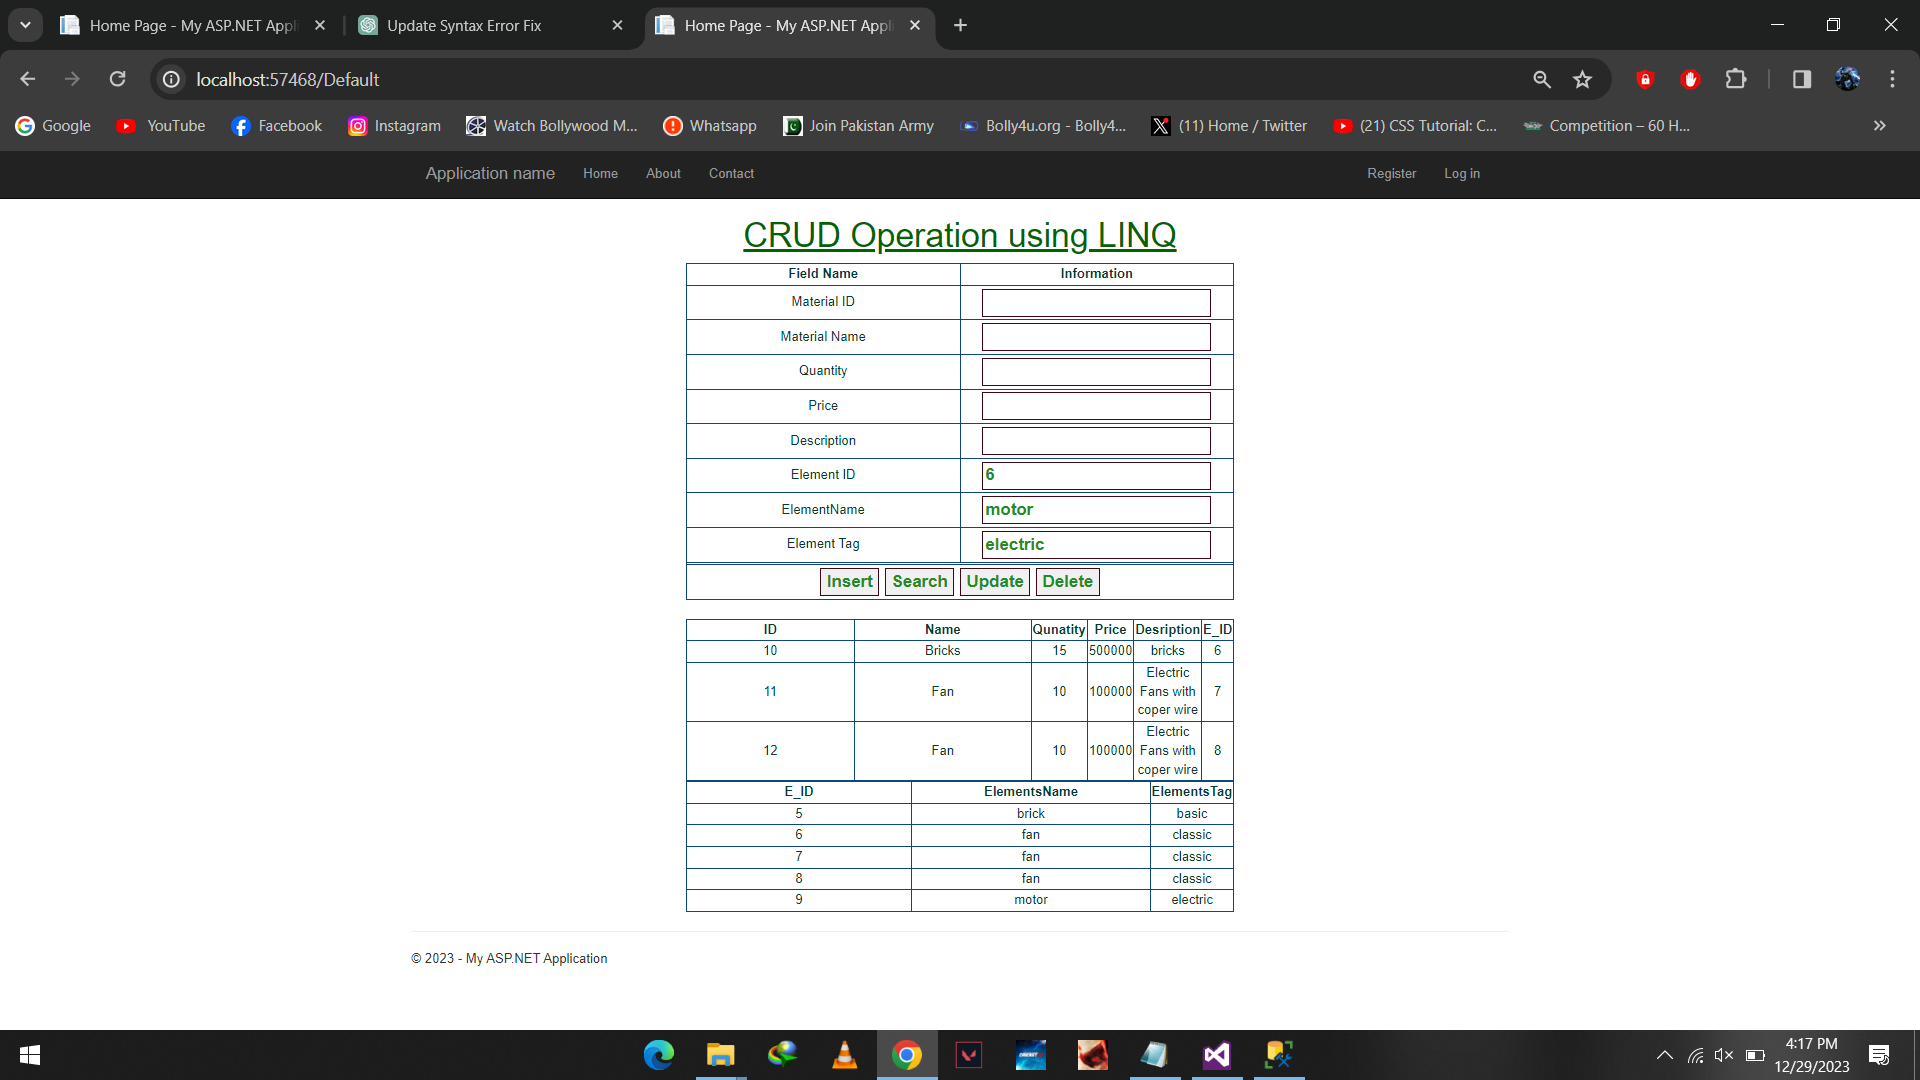 Home Page - My ASP.NET Appli
Update Syntax Error Fix
Home Page - My ASP.NET Appli
localhost:57468/Default
Google
YouTube
Facebook
Instagram
Watch Bollywood M...
Whatsapp
Join Pakistan Army
Bolly4u.org - Bolly4...
(11) Home / Twitter
(21) CSS Tutorial: C...
Competition – 60 H...
Application name Home About Contact Register Log in
CRUD Operation using LINQ
Field Name Information
Material ID
Material Name
Quantity
Price
Description
Element ID 6
ElementName motor
Element Tag electric
Insert Search Update Delete
ID Name Qunatity Price Desription E_ID
10 Bricks 15 500000 bricks 6
11 Fan 10 100000 Electric Fans with coper wire 7
12 Fan 10 100000 Electric Fans with coper wire 8
E_ID ElementsName ElementsTag
5 brick basic
6 fan classic
7 fan classic
8 fan classic
9 motor electric
© 2023 - My ASP.NET Application
4:17 PM
12/29/2023